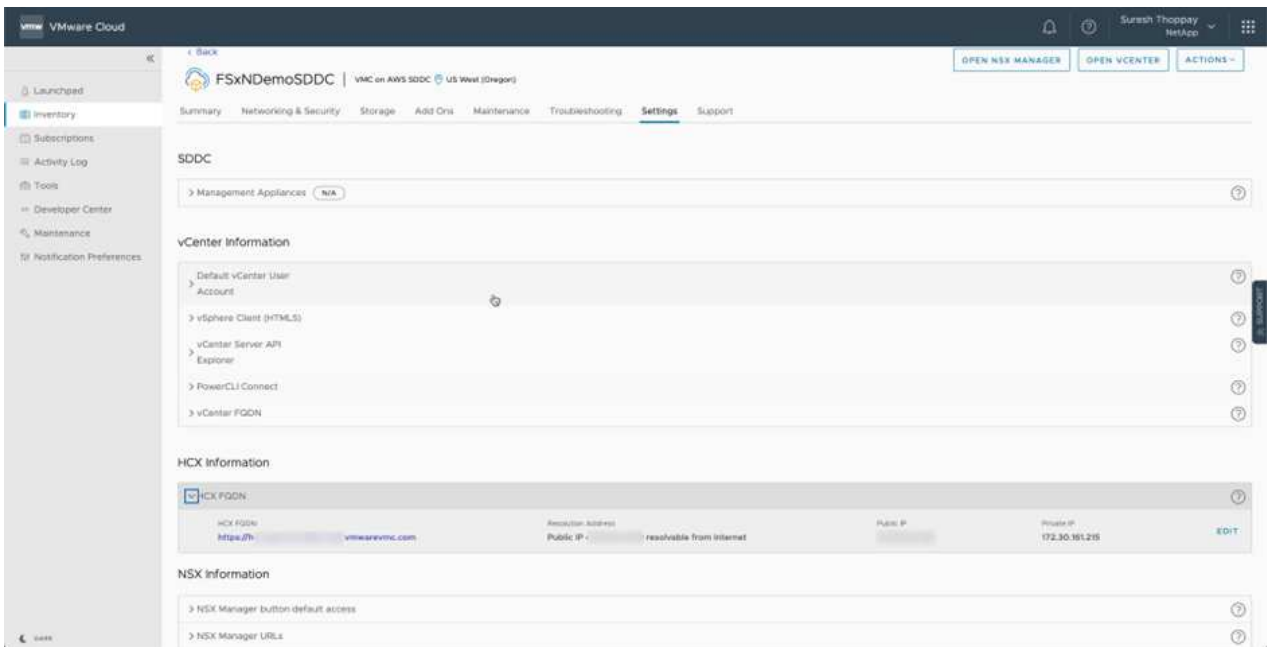 vmw VMware Cloud
Suresh Thoppay
NetApp
< Back
FSxNDemoSDDC | VMC on AWS SDDC US West (Oregon)
OPEN NSX MANAGER OPEN VCENTER ACTIONS
Summary Networking & Security Storage Add Ons Maintenance Troubleshooting Settings Support
Launchpad
Inventory
Subscriptions
Activity Log
Tools
Developer Center
Maintenance
Notification Preferences
SDDC
> Management Appliances N/A
vCenter Information
> Default vCenter User
Account
> vSphere Client (HTML5)
> vCenter Server API
Explorer
> PowerCLI Connect
> vCenter FQDN
SUPPORT
HCX Information
HCX FQDN
HCX FQDN Resolution Address Public IP Private IP
https://h vmwarevmc.com Public IP - resolvable from Internet 172.30.161.215 EDIT
NSX Information
> NSX Manager button default access
> NSX Manager URLs
DARK